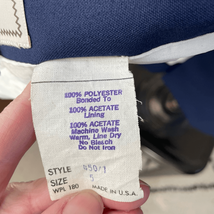 100% POLYESTER
Bonded To
100% ACETATE
Lining
100% ACETATE
Machine Wash
Warm, Line Dry
No Bleach
Do Not Iron
STYLE
SIZE
WPL 180 MADE IN U.S.A.